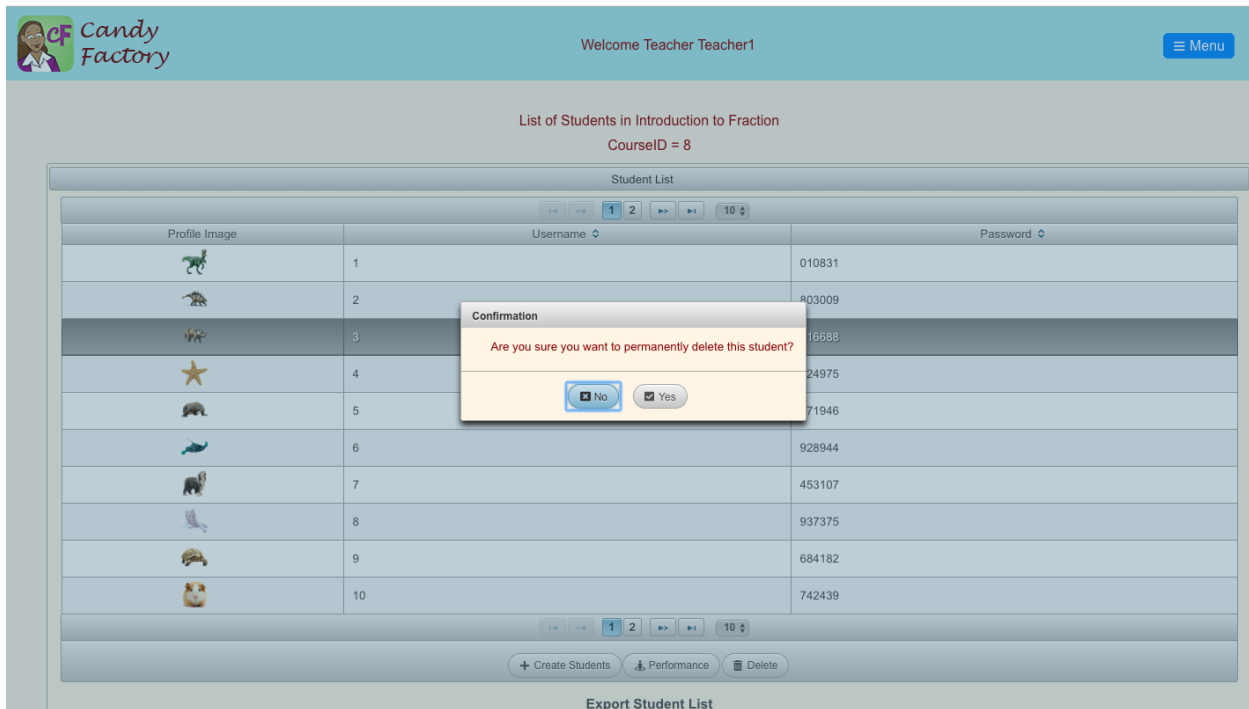 CF Candy
Factory
Welcome Teacher Teacher1
≡ Menu
List of Students in Introduction to Fraction
CourseID = 8
Student List
1 2 10
Profile Image Username Password
1 010831
2 803009
3 16688
4 24975
5 71946
6 928944
7 453107
8 937375
9 684182
10 742439
Confirmation
Are you sure you want to permanently delete this student?
No Yes
1 2 10
+ Create Students Performance Delete
Export Student List